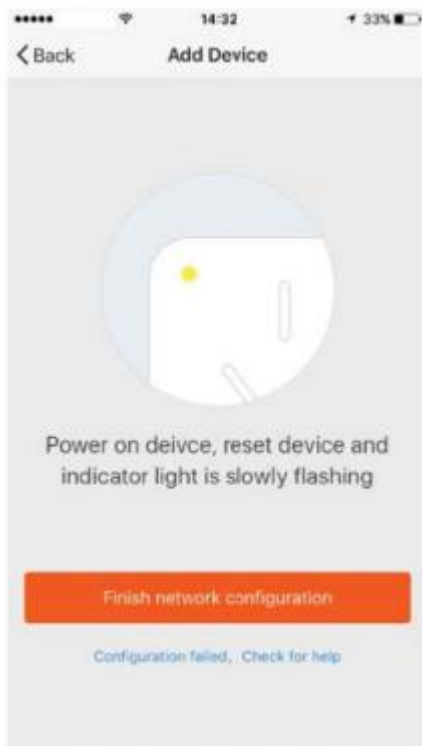 14:32
33%
Back
Add Device
Power on deivce, reset device and
indicator light is slowly flashing
Finish network configuration
Configuration failed, Check for help